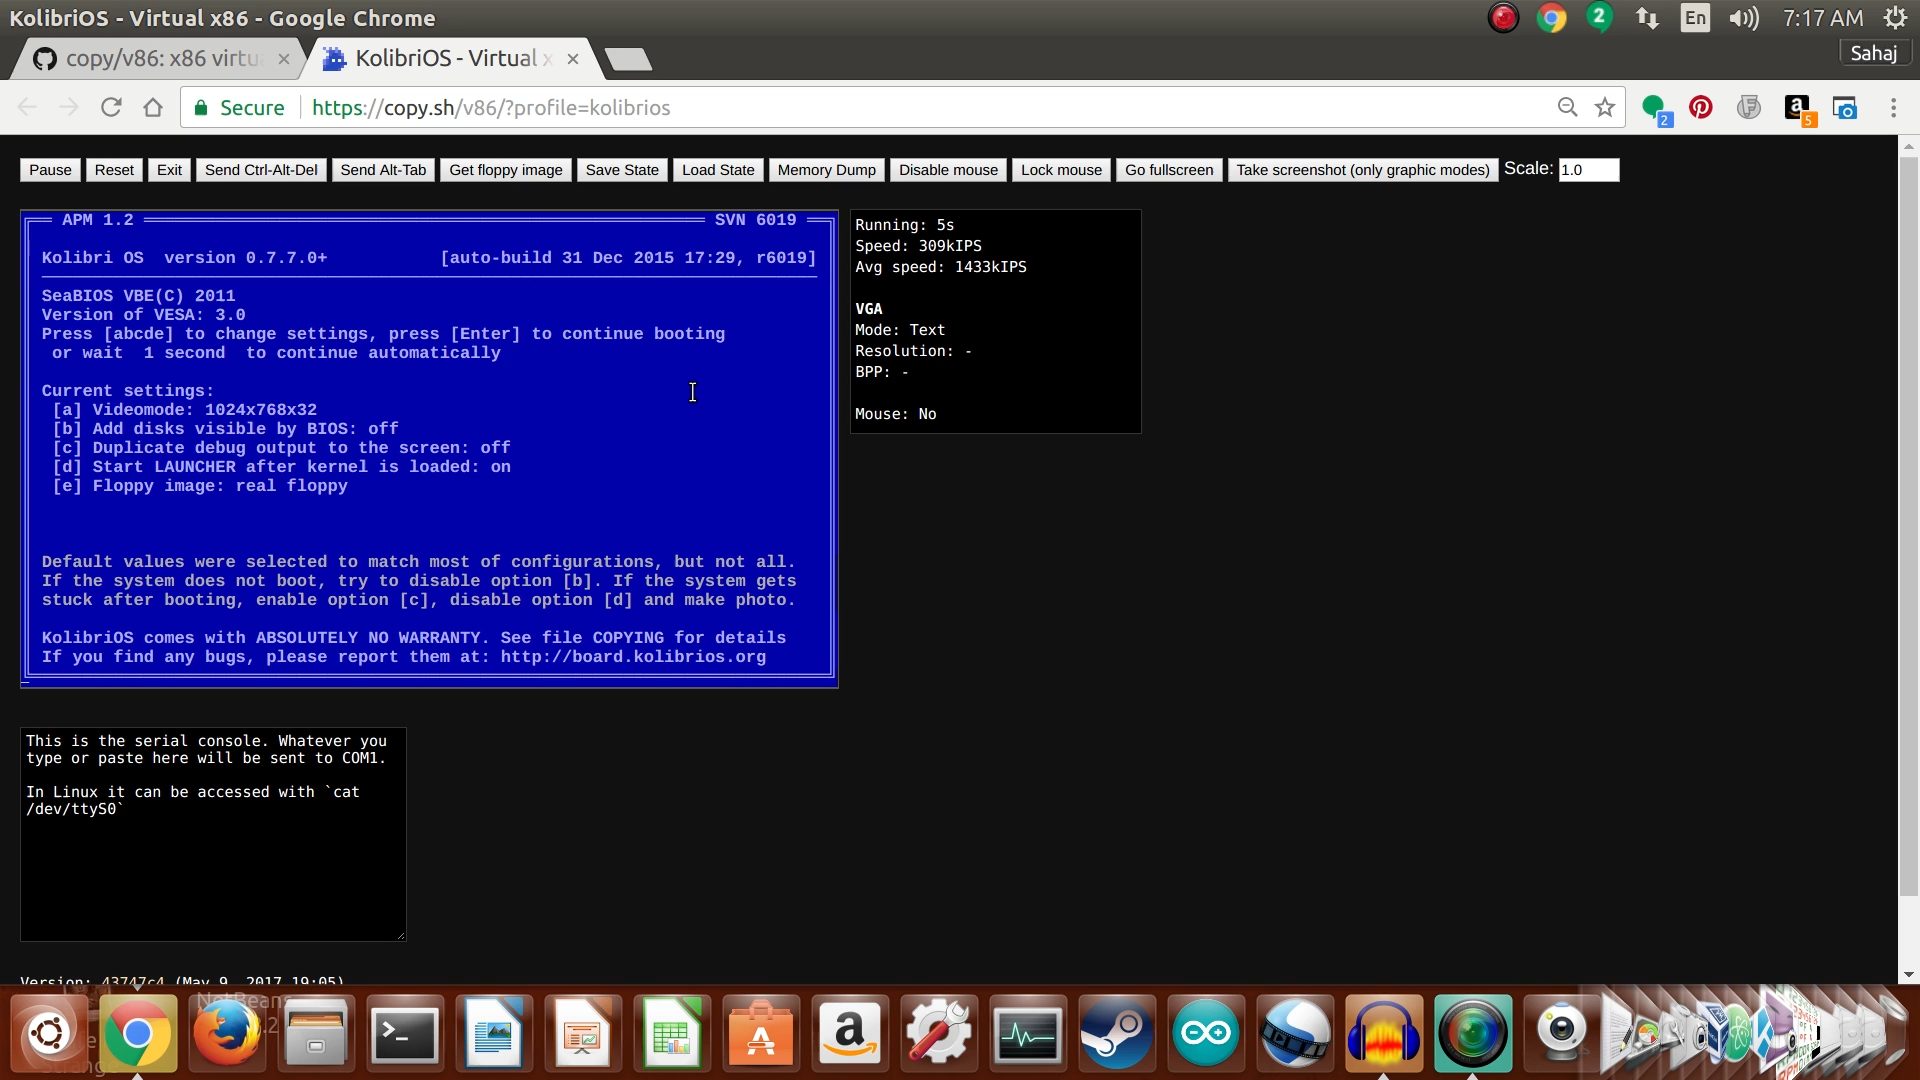 KolibriOS - Virtual x86 - Google Chrome
2
En
7:17 AM
copy/v86: x86 virtu
KolibriOS - Virtual x
Sahaj
Secure
https://copy.sh/v86/?profile=kolibrios
2
5
Pause
Reset
Exit
Send Ctrl-Alt-Del
Send Alt-Tab
Get floppy image
Save State
Load State
Memory Dump
Disable mouse
Lock mouse
Go fullscreen
Take screenshot (only graphic modes)
Scale: 1.0
APM 1.2 SVN 6019
Kolibri OS version 0.7.7.0+ [auto-build 31 Dec 2015 17:29, r6019]
SeaBIOS VBE(C) 2011
Version of VESA: 3.0
Press [abcde] to change settings, press [Enter] to continue booting
or wait 1 second to continue automatically
Current settings:
[a] Videomode: 1024x768x32
[b] Add disks visible by BIOS: off
[c] Duplicate debug output to the screen: off
[d] Start LAUNCHER after kernel is loaded: on
[e] Floppy image: real floppy
Default values were selected to match most of configurations, but not all.
If the system does not boot, try to disable option [b]. If the system gets
stuck after booting, enable option [c], disable option [d] and make photo.
KolibriOS comes with ABSOLUTELY NO WARRANTY. See file COPYING for details
If you find any bugs, please report them at: http://board.kolibrios.org
Running: 5s
Speed: 309kIPS
Avg speed: 1433kIPS
VGA
Mode: Text
Resolution: -
BPP: -
Mouse: No
This is the serial console. Whatever you
type or paste here will be sent to COM1.
In Linux it can be accessed with `cat
/dev/ttyS0`
Version: 43747c4 (May 9, 2017 19:05)
NetBeans